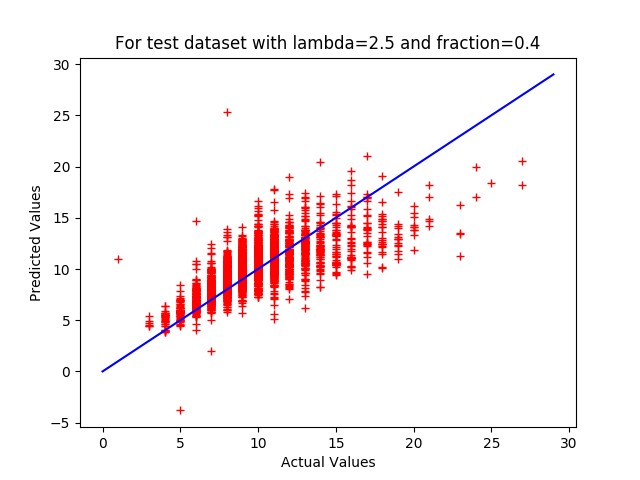 For test dataset with lambda=2.5 and fraction=0.4
30
25
20
15
10
5
0
−5
Predicted Values
0 5 10 15 20 25 30
Actual Values